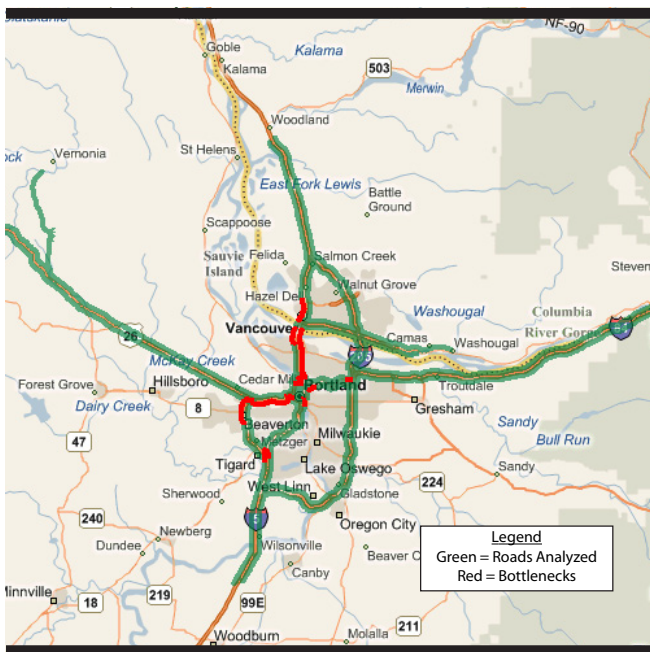 NF-90
Goble
Kalama
Kalama
503
Merwin
Woodland
Vernonia
St Helens
East Fork Lewis
Battle
Ground
Scappoose
Sauvie
Island
Felida
Salmon Creek
Walnut Grove
Hazel De
Washougal
Columbia
River Gorge
Vancouver
26
Camas
Washougal
McKay Creek
Cedar Mi
Portland
Troutdale
Hillsboro
Forest Grove
Dairy Creek
8
Gresham
Beaverton
Sandy
47
Metzger
Milwaukie
Bull Run
Tigard
Lake Oswego
Sandy
West Linn
Gladstone
224
Sherwood
240
5
Oregon City
Newberg
Wilsonville
Dundee
Beaver C
Canby
219
18
99E
211
Woodburn
Molalla
Legend
Green = Roads Analyzed
Red = Bottlenecks